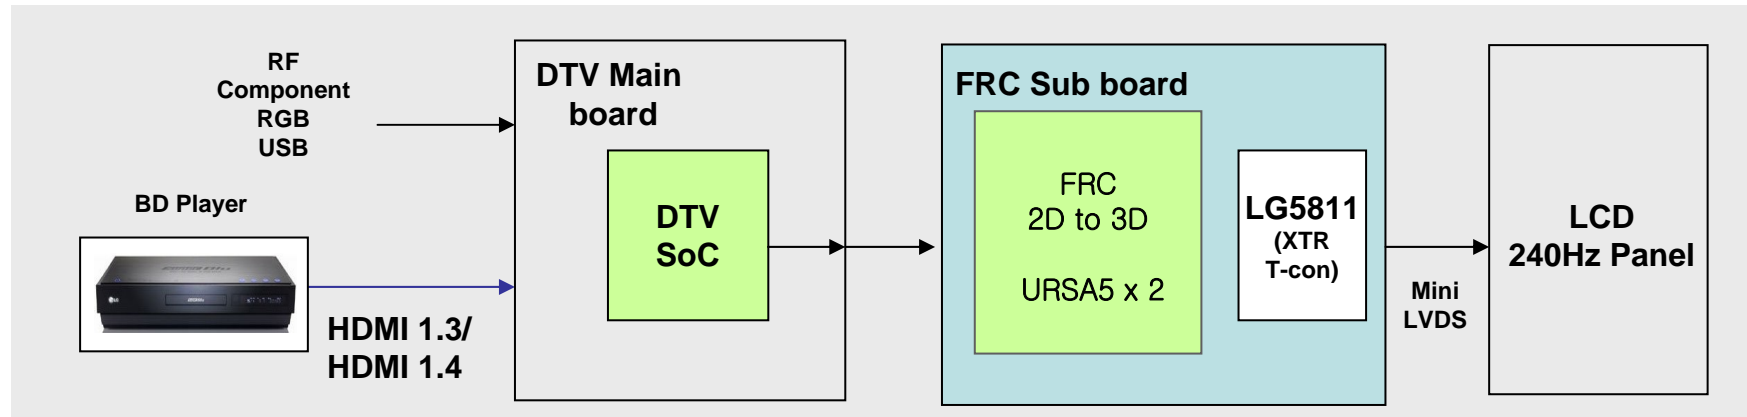 RF
Component
RGB
USB
BD Player
HDMI 1.3/
HDMI 1.4
DTV Main
board
DTV
SoC
FRC Sub board
FRC
2D to 3D
URSA5 x 2
LG5811
(XTR
T-con)
Mini
LVDS
LCD
240Hz Panel